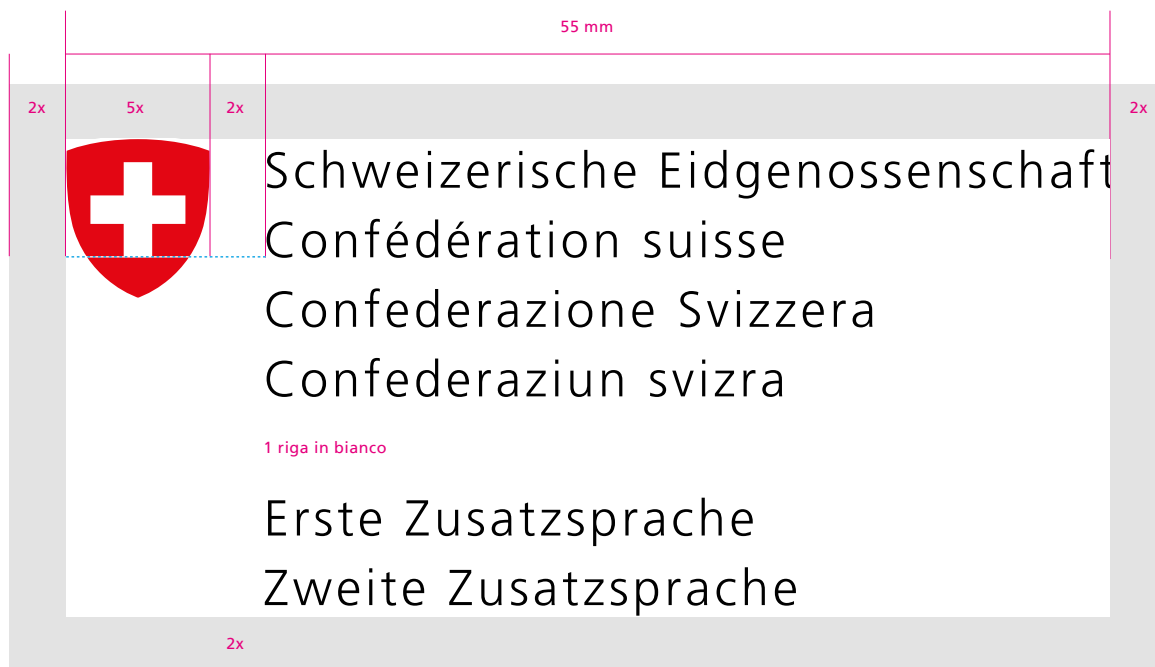 55 mm
2x 5x 2x 2x
Schweizerische Eidgenossenschaft
Confédération suisse
Confederazione Svizzera
Confederaziun svizra
1 riga in bianco
Erste Zusatzsprache
Zweite Zusatzsprache
2x